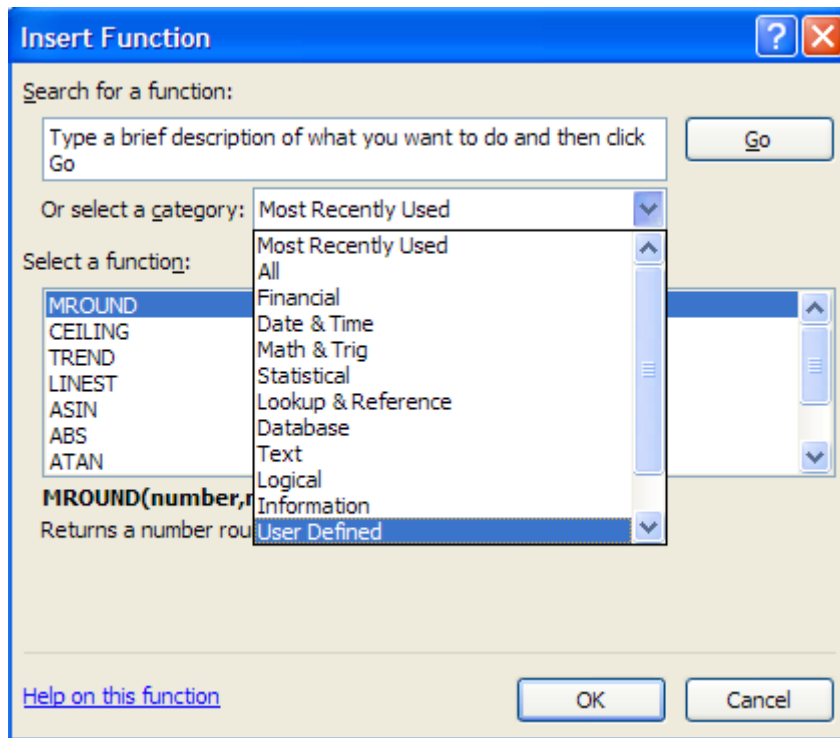 Insert Function
Search for a function:
Type a brief description of what you want to do and then click
Go
Go
Or select a category: Most Recently Used
Most Recently Used
All
Select a function:
Financial
Date & Time
Math & Trig
Statistical
Lookup & Reference
Database
Text
Logical
Information
User Defined
MROUND
CEILING
TREND
LINEST
ASIN
ABS
ATAN
MROUND(number,
Returns a number
Help on this function
OK
Cancel